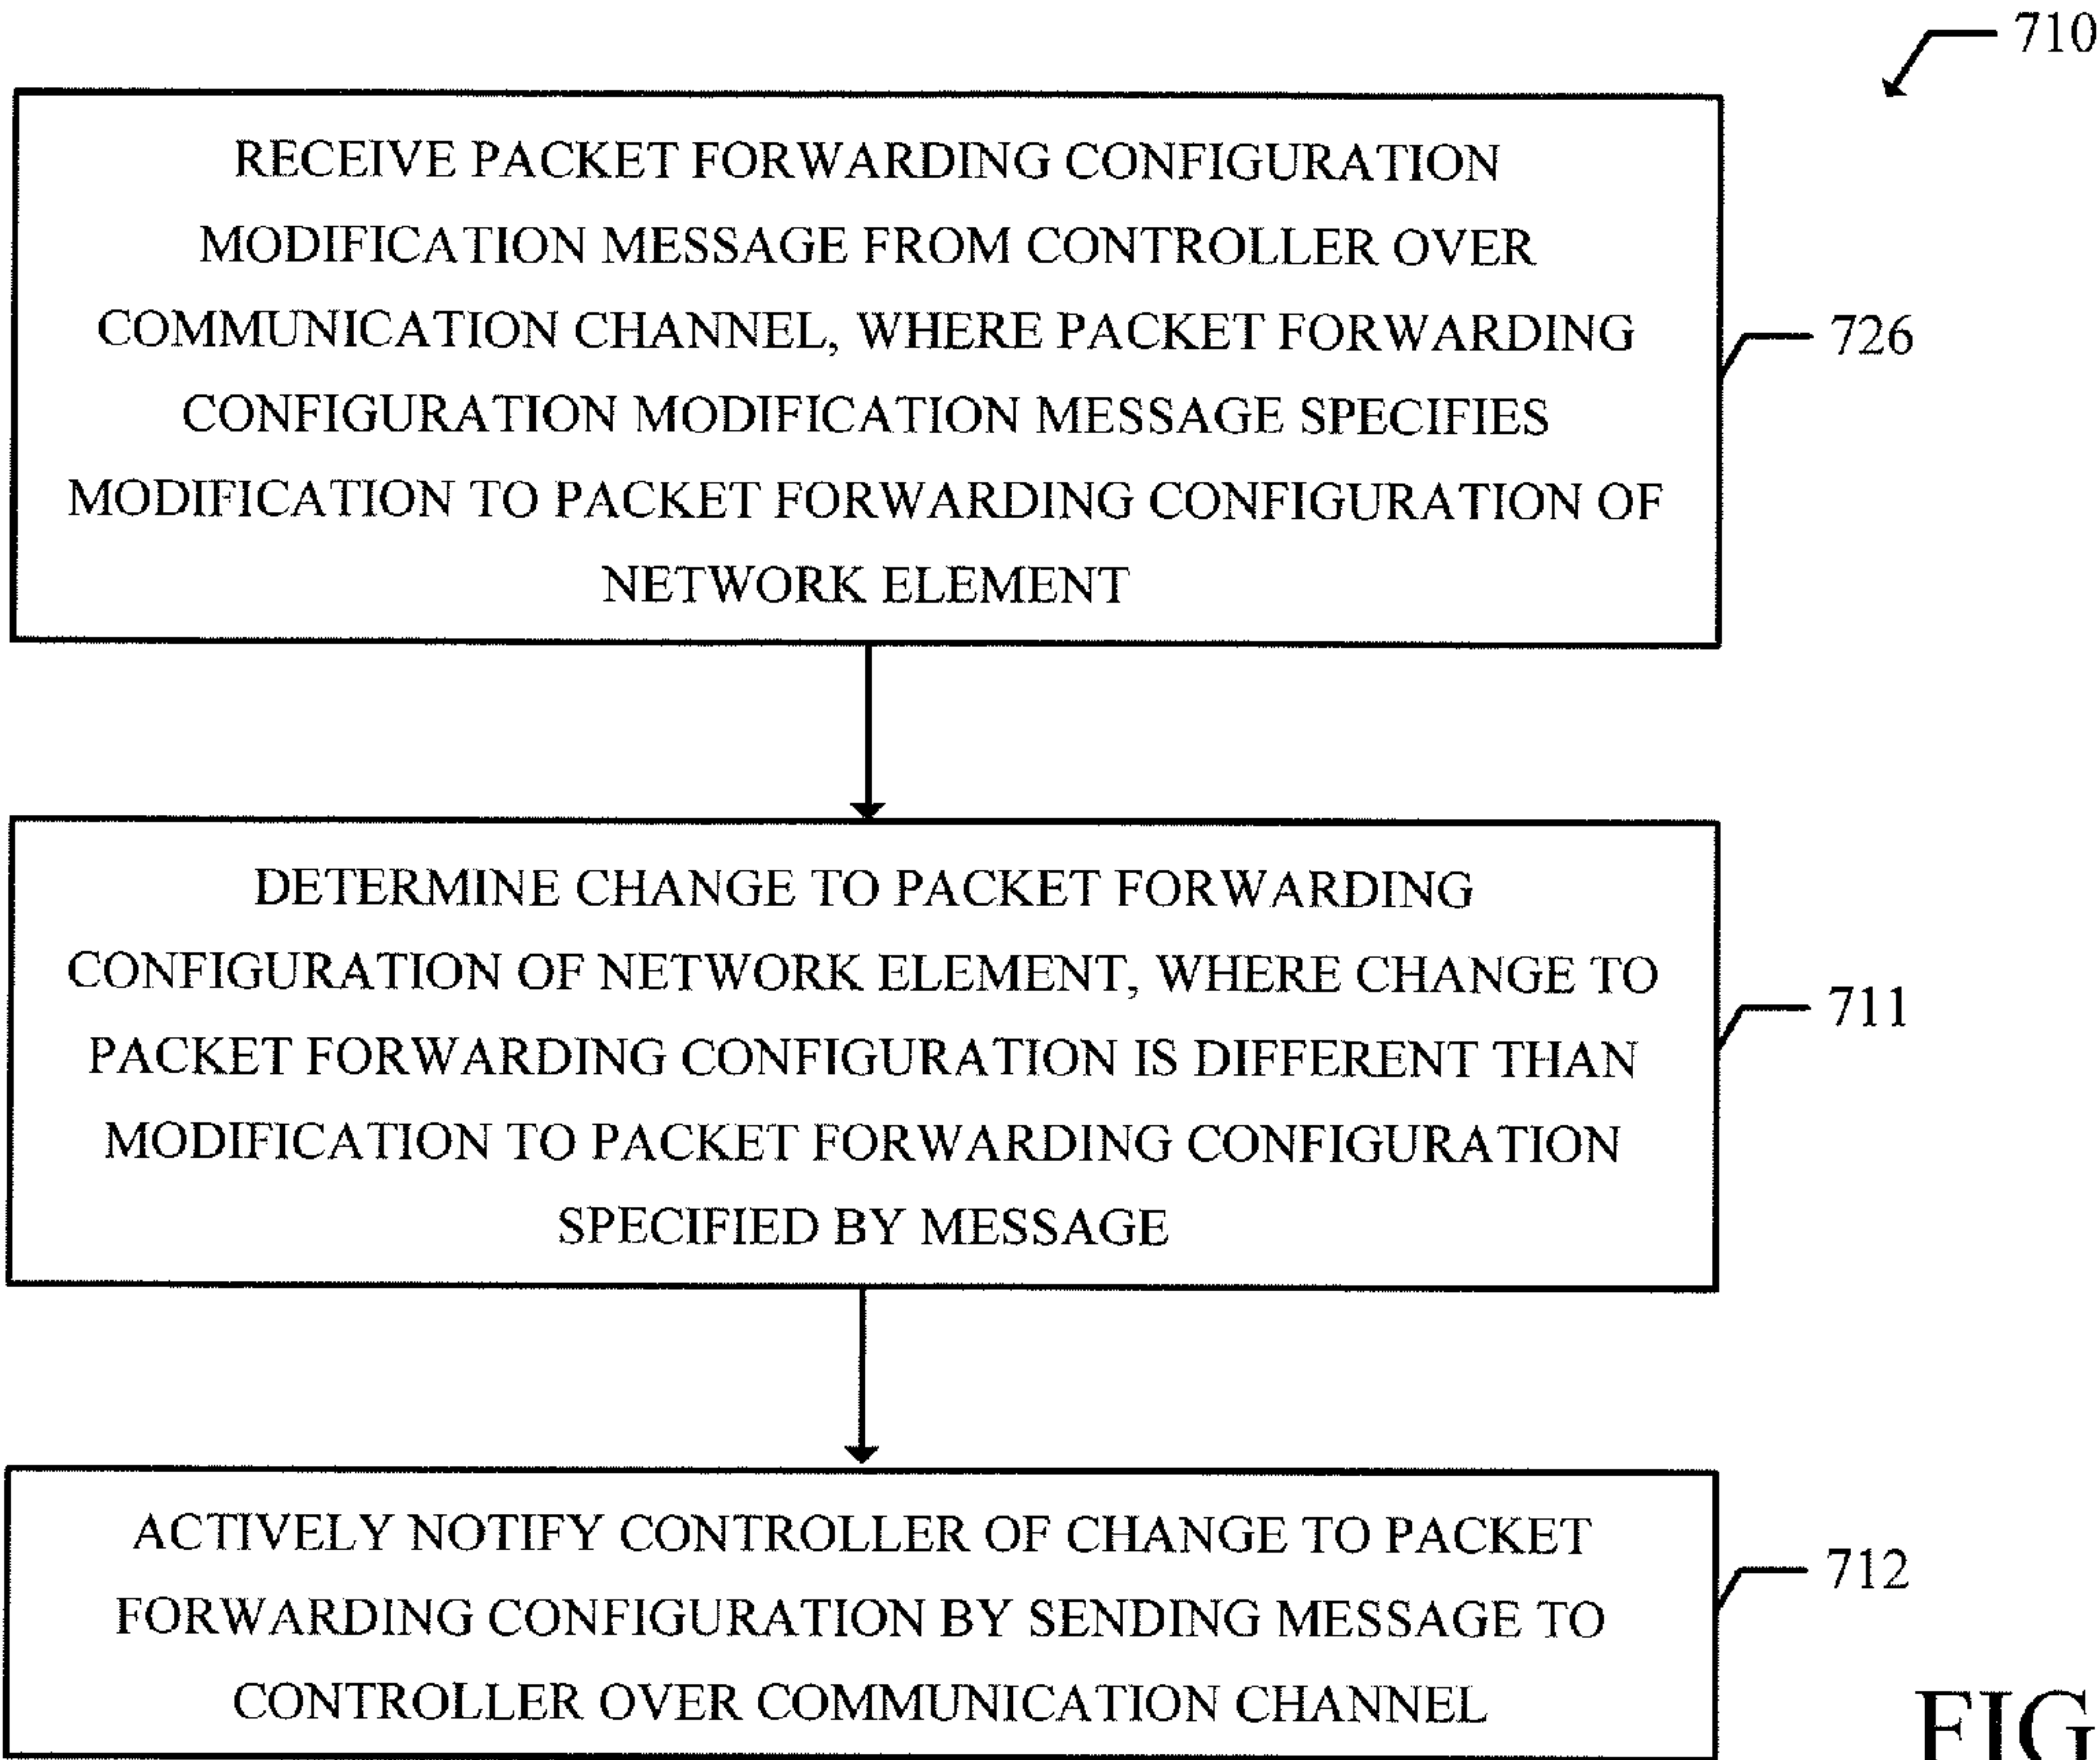 710
RECEIVE PACKET FORWARDING CONFIGURATION
MODIFICATION MESSAGE FROM CONTROLLER OVER
COMMUNICATION CHANNEL, WHERE PACKET FORWARDING
CONFIGURATION MODIFICATION MESSAGE SPECIFIES
MODIFICATION TO PACKET FORWARDING CONFIGURATION OF
NETWORK ELEMENT
726
DETERMINE CHANGE TO PACKET FORWARDING
CONFIGURATION OF NETWORK ELEMENT, WHERE CHANGE TO
PACKET FORWARDING CONFIGURATION IS DIFFERENT THAN
MODIFICATION TO PACKET FORWARDING CONFIGURATION
SPECIFIED BY MESSAGE
711
ACTIVELY NOTIFY CONTROLLER OF CHANGE TO PACKET
FORWARDING CONFIGURATION BY SENDING MESSAGE TO
CONTROLLER OVER COMMUNICATION CHANNEL
712
FIG